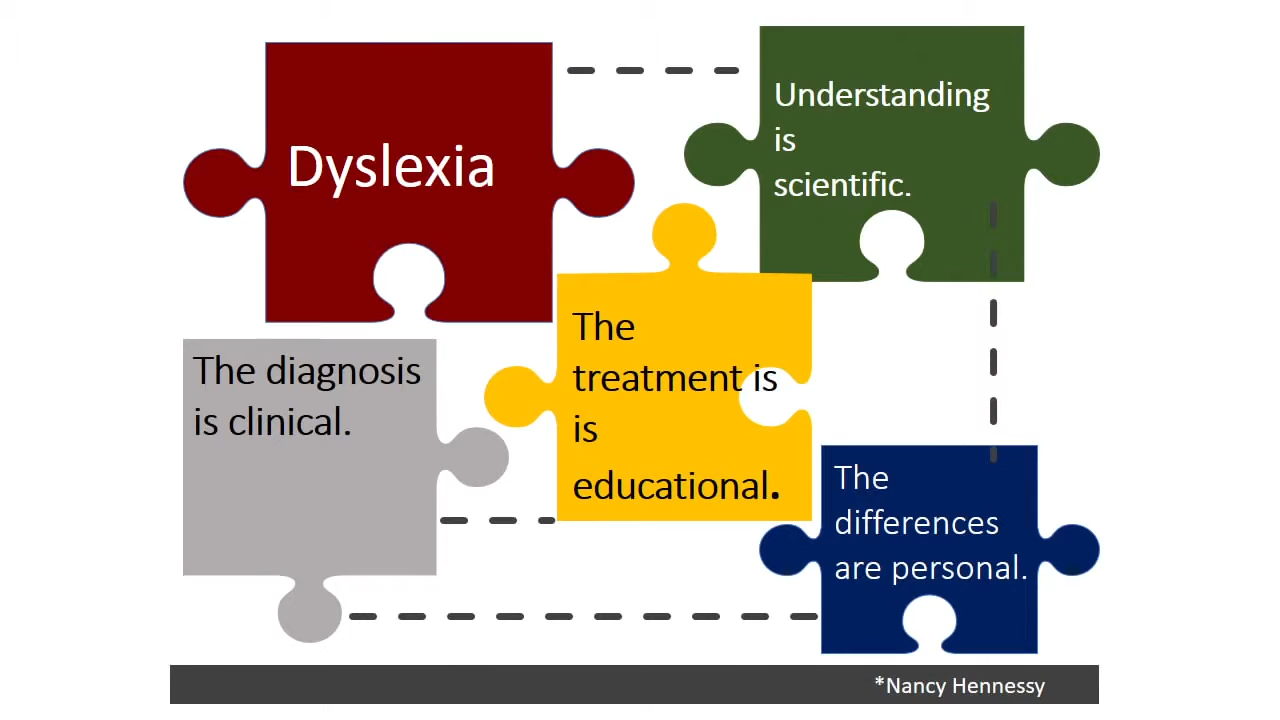 Dyslexia
Understanding
is
scientific.
The diagnosis
is clinical.
The
treatment is
is
educational.
The
differences
are personal.
*Nancy Hennessy